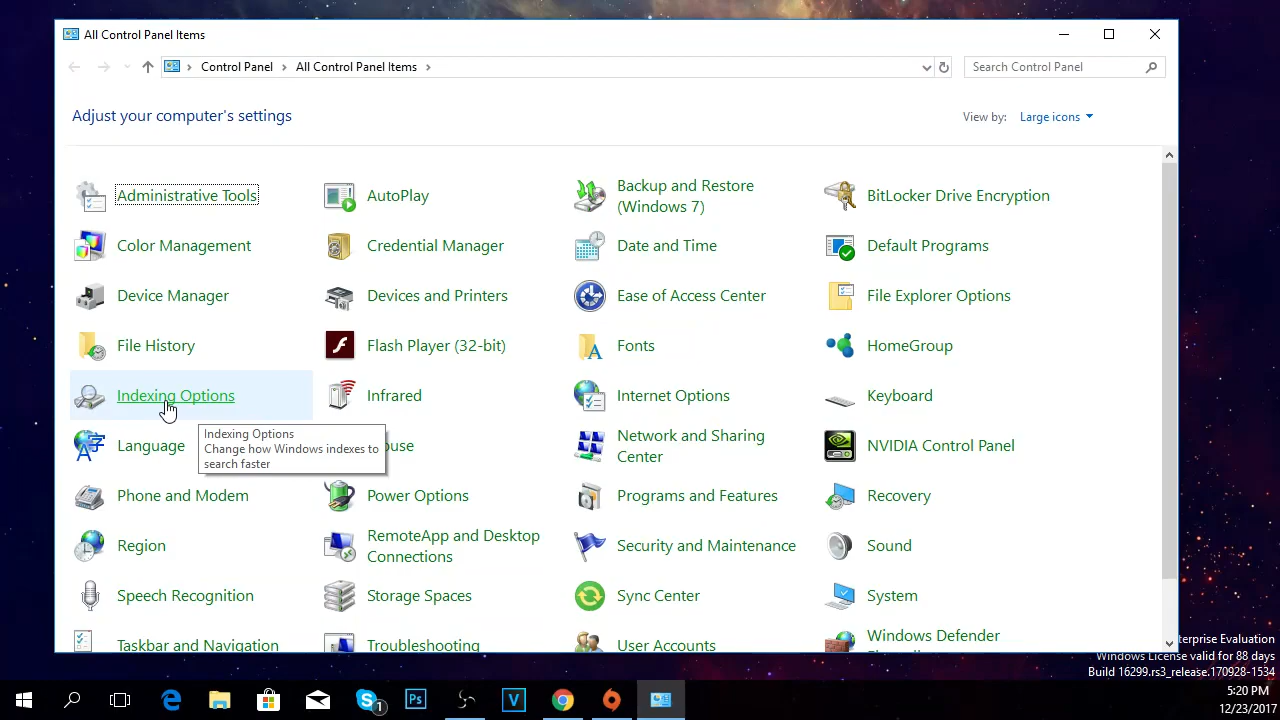 All Control Panel Items
Control Panel All Control Panel Items
Search Control Panel
Adjust your computer's settings
View by: Large icons
Administrative Tools
AutoPlay
Backup and Restore
(Windows 7)
BitLocker Drive Encryption
Color Management
Credential Manager
Date and Time
Default Programs
Device Manager
Devices and Printers
Ease of Access Center
File Explorer Options
File History
Flash Player (32-bit)
Fonts
HomeGroup
Indexing Options
Infrared
Internet Options
Keyboard
Indexing Options
Change how Windows indexes to
search faster
Language
ouse
Network and Sharing
Center
NVIDIA Control Panel
Phone and Modem
Power Options
Programs and Features
Recovery
Region
RemoteApp and Desktop
Connections
Security and Maintenance
Sound
Speech Recognition
Storage Spaces
Sync Center
System
Taskbar and Navigation
Troubleshooting
User Accounts
Windows Defender
terprise Evaluation
Windows License valid for 88 days
Build 16299.rs3_release.170928-1534
1
Ps
V
5:20 PM
12/23/2017